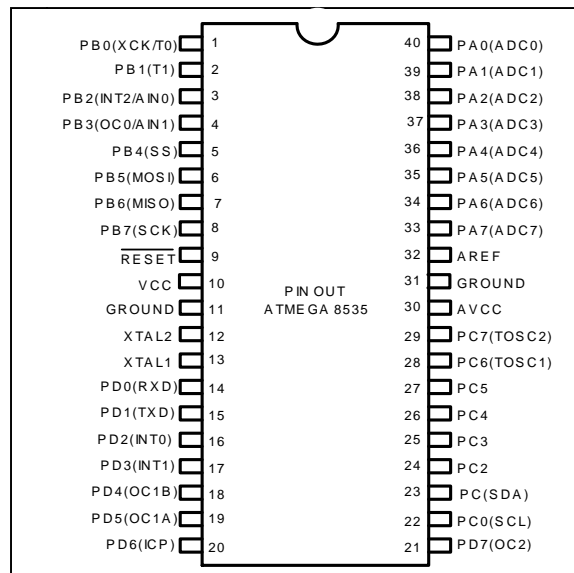 PB0(XCK/T0) 1 40 PA0(ADC0)
PB1(T1) 2 39 PA1(ADC1)
PB2(INT2/AIN0) 3 38 PA2(ADC2)
PB3(OC0/AIN1) 4 37 PA3(ADC3)
PB4(SS) 5 36 PA4(ADC4)
PB5(MOSI) 6 35 PA5(ADC5)
PB6(MISO) 7 34 PA6(ADC6)
PB7(SCK) 8 33 PA7(ADC7)
RESET 9 32 AREF
VCC 10 31 GROUND
PIN OUT
GROUND 11 ATMEGA 8535 30 AVCC
XTAL2 12 29 PC7(TOSC2)
XTAL1 13 28 PC6(TOSC1)
PD0(RXD) 14 27 PC5
PD1(TXD) 15 26 PC4
PD2(INT0) 16 25 PC3
PD3(INT1) 17 24 PC2
PD4(OC1B) 18 23 PC(SDA)
PD5(OC1A) 19 22 PC0(SCL)
PD6(ICP) 20 21 PD7(OC2)